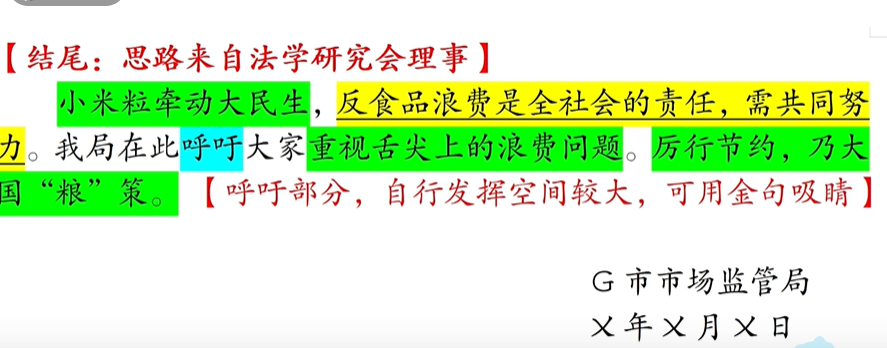 【结尾：思路来自法学研究会理事】
小米粒牵动大民生，反食品浪费是全社会的责任，需共同努
力。我局在此呼吁大家重视舌尖上的浪费问题。厉行节约，乃大
国“粮”策。【呼吁部分，自行发挥空间较大，可用金句吸睛】
G 市市场监管局
X 年 X 月 X 日